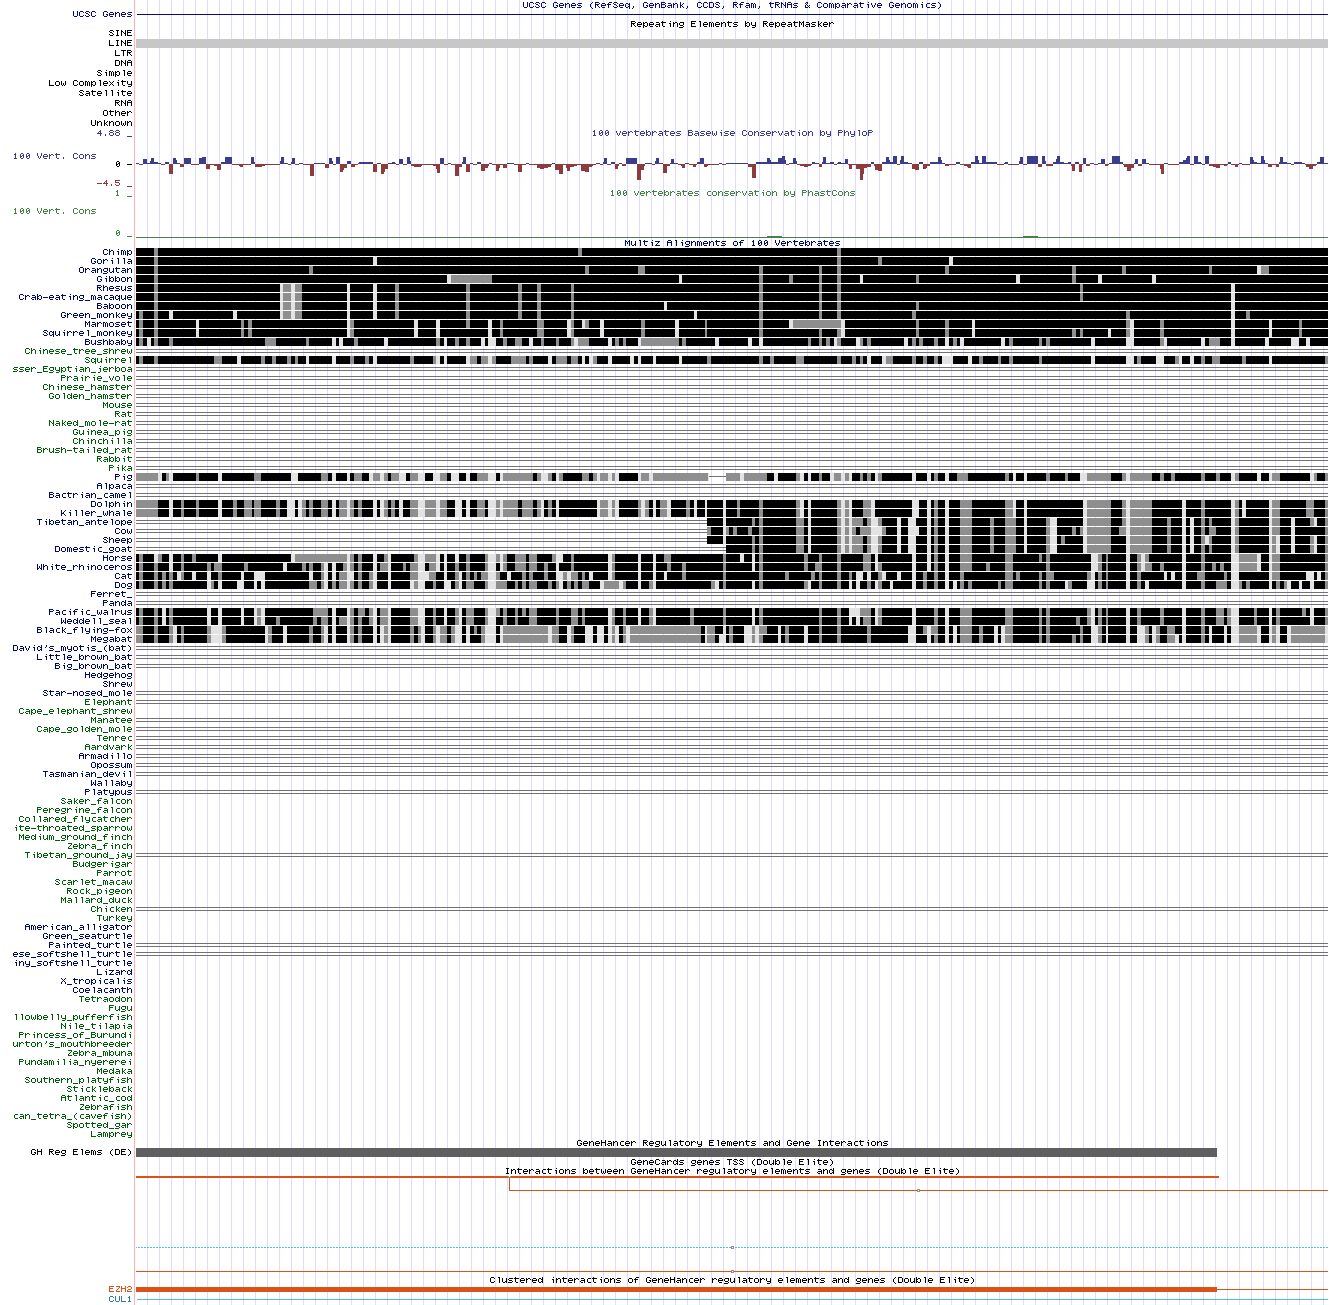 UCSC Genes (RefSeq, GenBank, CCDS, Rfam, tRNAs & Comparative Genomics)
UCSC Genes
Repeating Elements by RepeatMasker
SINE
LINE
LTR
DNA
Simple
Low Complexity
Satellite
RNA
Other
Unknown
4.88 _
100 vertebrates Basewise Conservation by PhyloP
100 Vert. Cons
0 _
-4.5 _
100 vertebrates conservation by PhastCons
1 _
100 Vert. Cons
0 _
Multiz Alignments of 100 Vertebrates
Chimp
Gorilla
Orangutan
Gibbon
Rhesus
Crab-eating_macaque
Baboon
Green_monkey
Marmoset
Squirrel_monkey
Bushbaby
Chinese_tree_shrew
Squirrel
sser_Egyptian_jerboa
Prairie_vole
Chinese_hamster
Golden_hamster
Mouse
Rat
Naked_mole-rat
Guinea_pig
Chinchilla
Brush-tailed_rat
Rabbit
Pika
Pig
Alpaca
Bactrian_camel
Dolphin
Killer_whale
Tibetan_antelope
Cow
Sheep
Domestic_goat
Horse
White_rhinoceros
Cat
Dog
Ferret_
Panda
Pacific_walrus
Weddell_seal
Black_flying-fox
Megabat
David's_myotis_(bat)
Little_brown_bat
Big_brown_bat
Hedgehog
Shrew
Star-nosed_mole
Elephant
Cape_elephant_shrew
Manatee
Cape_golden_mole
Tenrec
Aardvark
Armadillo
Opossum
Tasmanian_devil
Wallaby
Platypus
Saker_falcon
Peregrine_falcon
Collared_flycatcher
ite-throated_sparrow
Medium_ground_finch
Zebra_finch
Tibetan_ground_jay
Budgerigar
Parrot
Scarlet_macaw
Rock_pigeon
Mallard_duck
Chicken
Turkey
American_alligator
Green_seaturtle
Painted_turtle
ese_softshell_turtle
iny_softshell_turtle
Lizard
X_tropicalis
Coelacanth
Tetraodon
Fugu
llowbelly_pufferfish
Nile_tilapia
Princess_of_Burundi
urton's_mouthbreeder
Zebra_mbuna
Pundamilia_nyererei
Medaka
Southern_platyfish
Stickleback
Atlantic_cod
Zebrafish
can_tetra_(cavefish)
Spotted_gar
Lamprey
GeneHancer Regulatory Elements and Gene Interactions
GH Reg Elems (DE)
GeneCards genes TSS (Double Elite)
Interactions between GeneHancer regulatory elements and genes (Double Elite)
Clustered interactions of GeneHancer regulatory elements and genes (Double Elite)
EZH2
CUL1